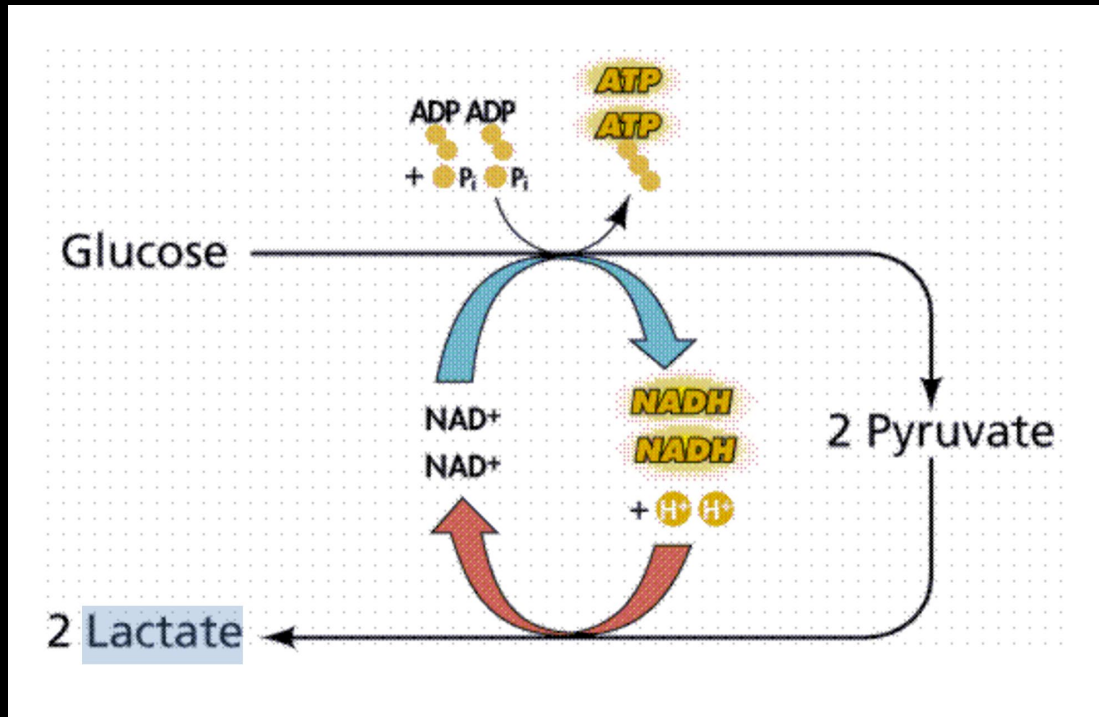 ATP
ADP ADP
ATP
+ Pi Pi
Glucose
NADH
NAD+
2 Pyruvate
NADH
NAD+
+ H+ H+
2 Lactate